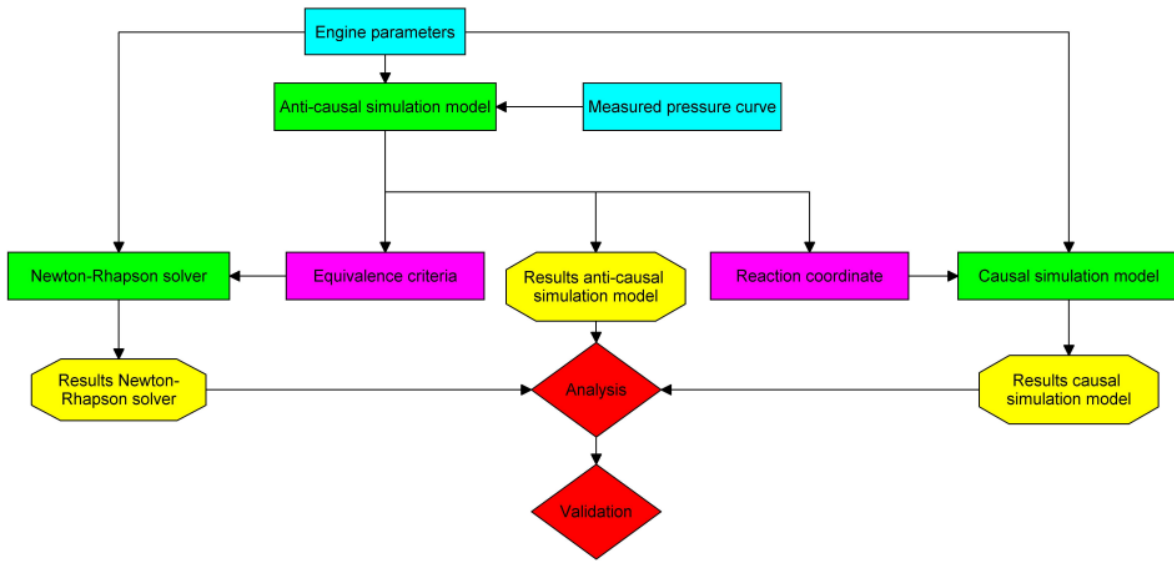 Engine parameters
Anti-causal simulation model
Measured pressure curve
Newton-Rhapson solver
Equivalence criteria
Results anti-causal
simulation model
Reaction coordinate
Causal simulation model
Results Newton-
Rhapson solver
Analysis
Results causal
simulation model
Validation